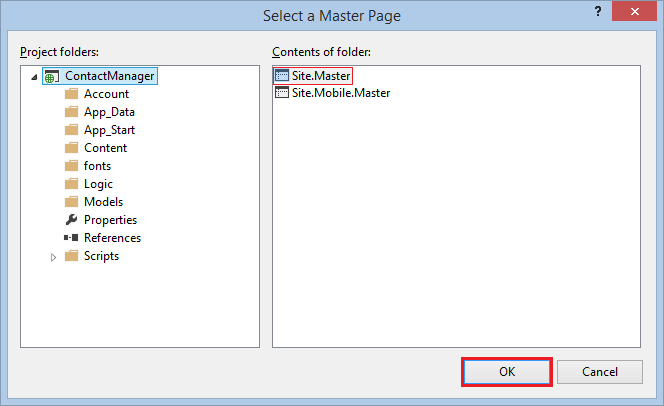 Select a Master Page
?
Project folders:
Contents of folder:
ContactManager
Account
App_Data
App_Start
Content
fonts
Logic
Models
Properties
References
Scripts
Site.Master
Site.Mobile.Master
OK
Cancel